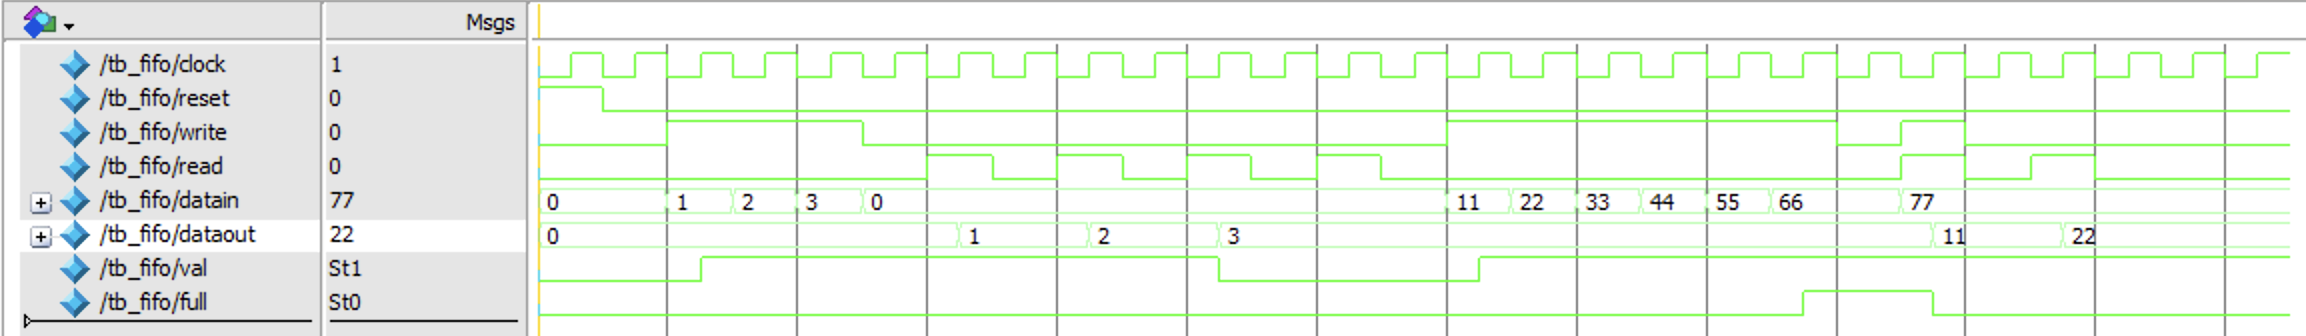 Msgs
/tb_fifo/clock 1
/tb_fifo/reset 0
/tb_fifo/write 0
/tb_fifo/read 0
/tb_fifo/datain 77 0 1 2 3 0 11 22 33 44 55 66 77
/tb_fifo/dataout 22 0 1 2 3 11 22
/tb_fifo/val St1
/tb_fifo/full St0